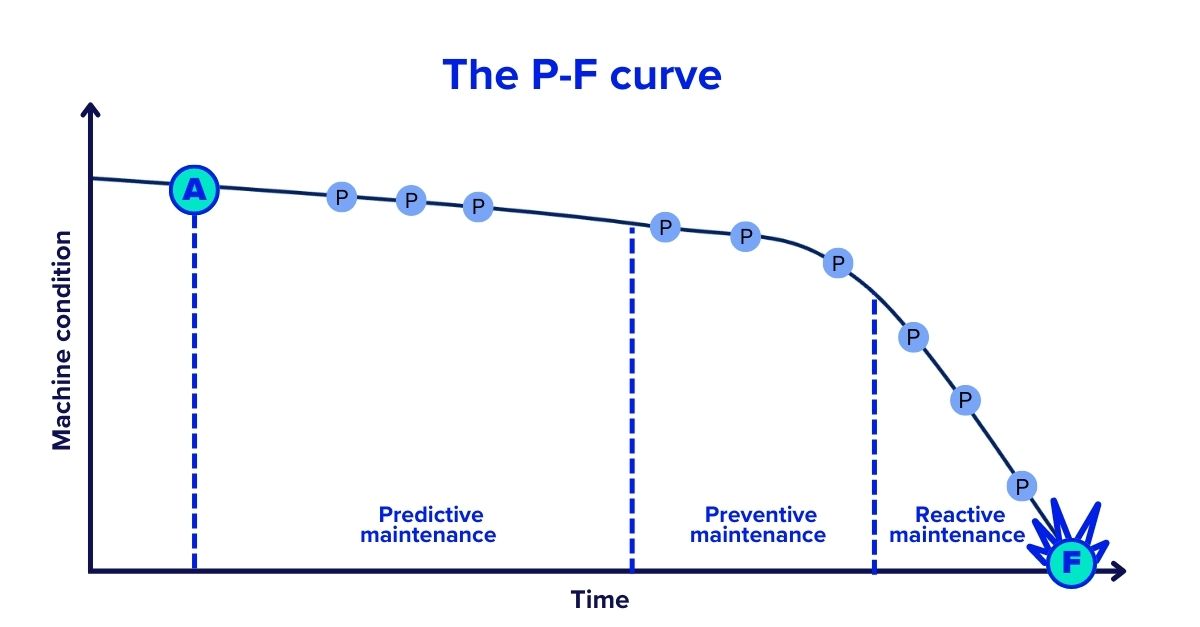 The P-F curve
A
P
P
P
P
P
P
P
P
P
F
Machine condition
Predictive
maintenance
Preventive
maintenance
Reactive
maintenance
Time